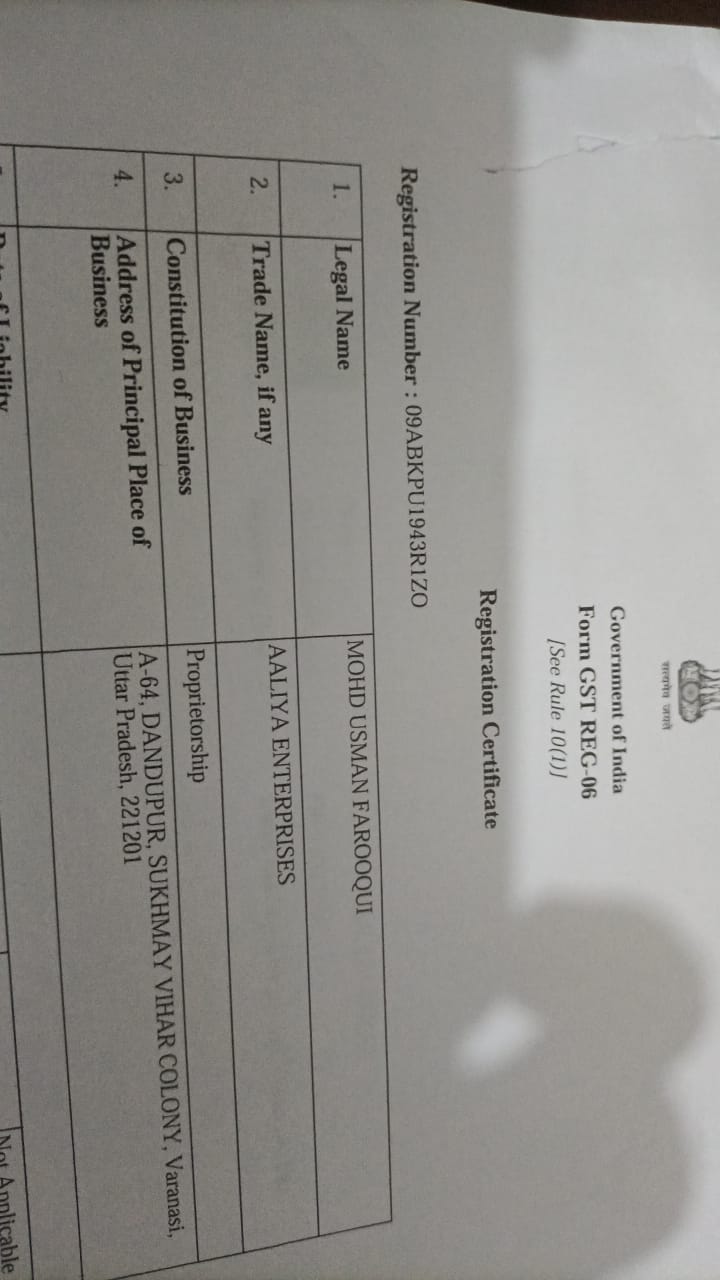 सत्यमेव जयते
Government of India
Form GST REG-06
[See Rule 10(1)]
Registration Certificate
Registration Number : 09ABKPU1943R1ZO
1. Legal Name MOHD USMAN FAROOQUI
2. Trade Name, if any AALIYA ENTERPRISES
3. Constitution of Business Proprietorship
4. Address of Principal Place of
Business
A-64, DANDUPUR, SUKHMAY VIHAR COLONY, Varanasi,
Uttar Pradesh, 221201
of Liability
Not Applicable